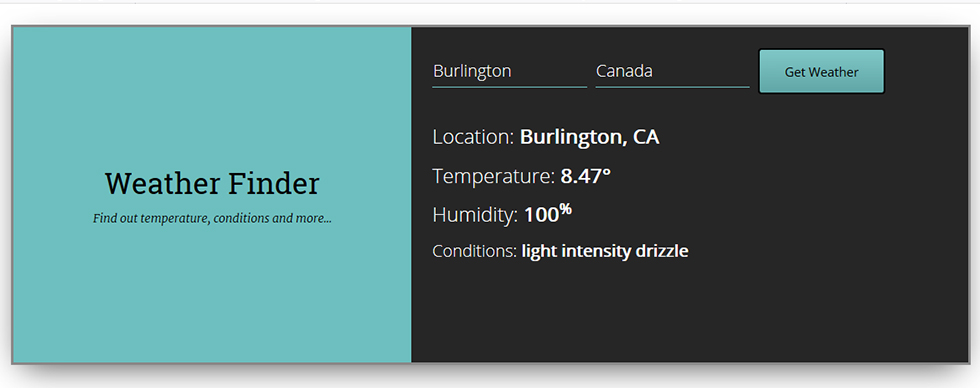 Weather Finder
Find out temperature, conditions and more...
Burlington Canada Get Weather
Location: Burlington, CA
Temperature: 8.47°
Humidity: 100%
Conditions: light intensity drizzle